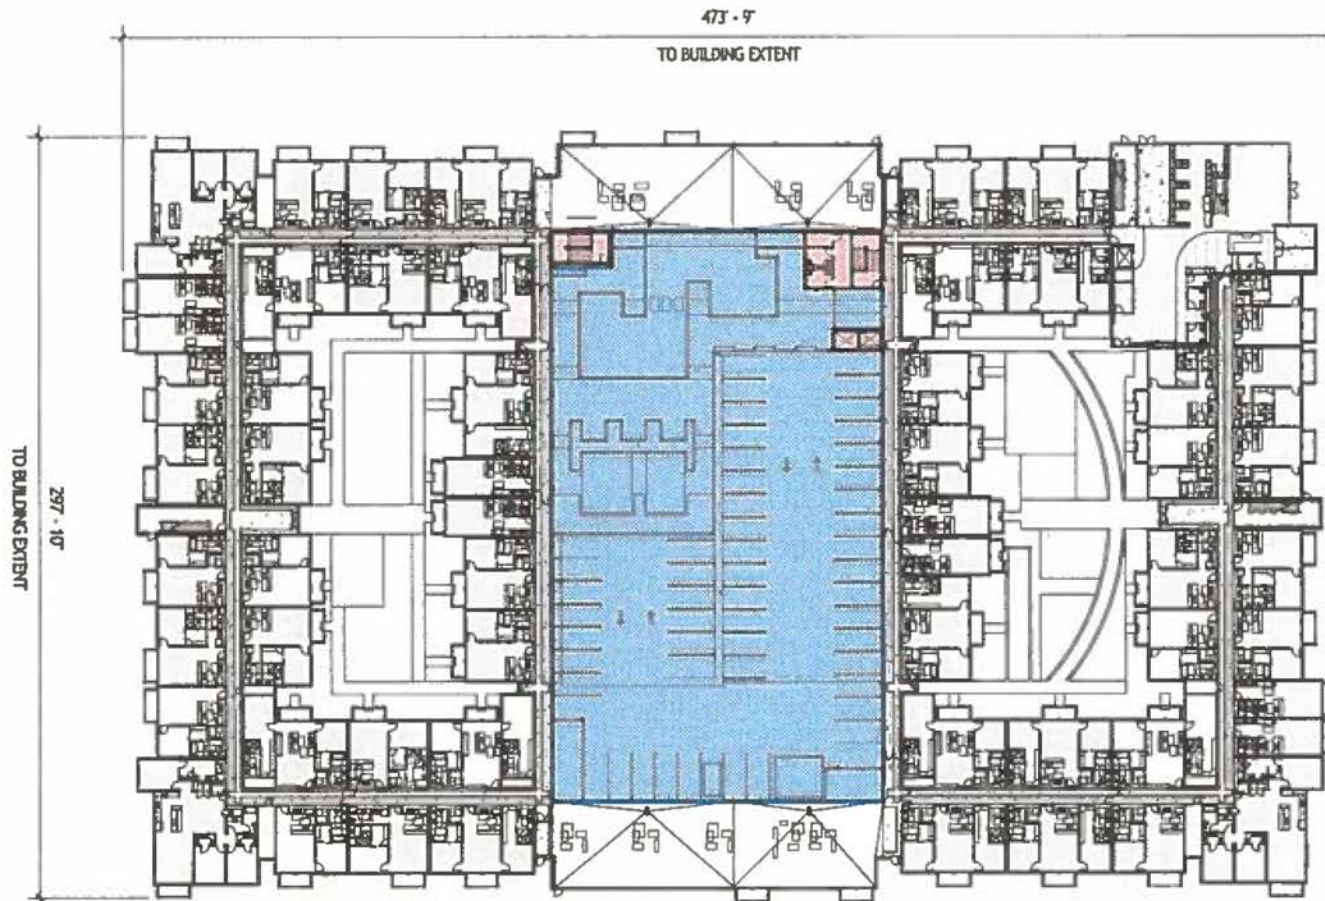 473' - 9"
TO BUILDING EXTENT
TO BUILDING EXTENT
297' - 10"